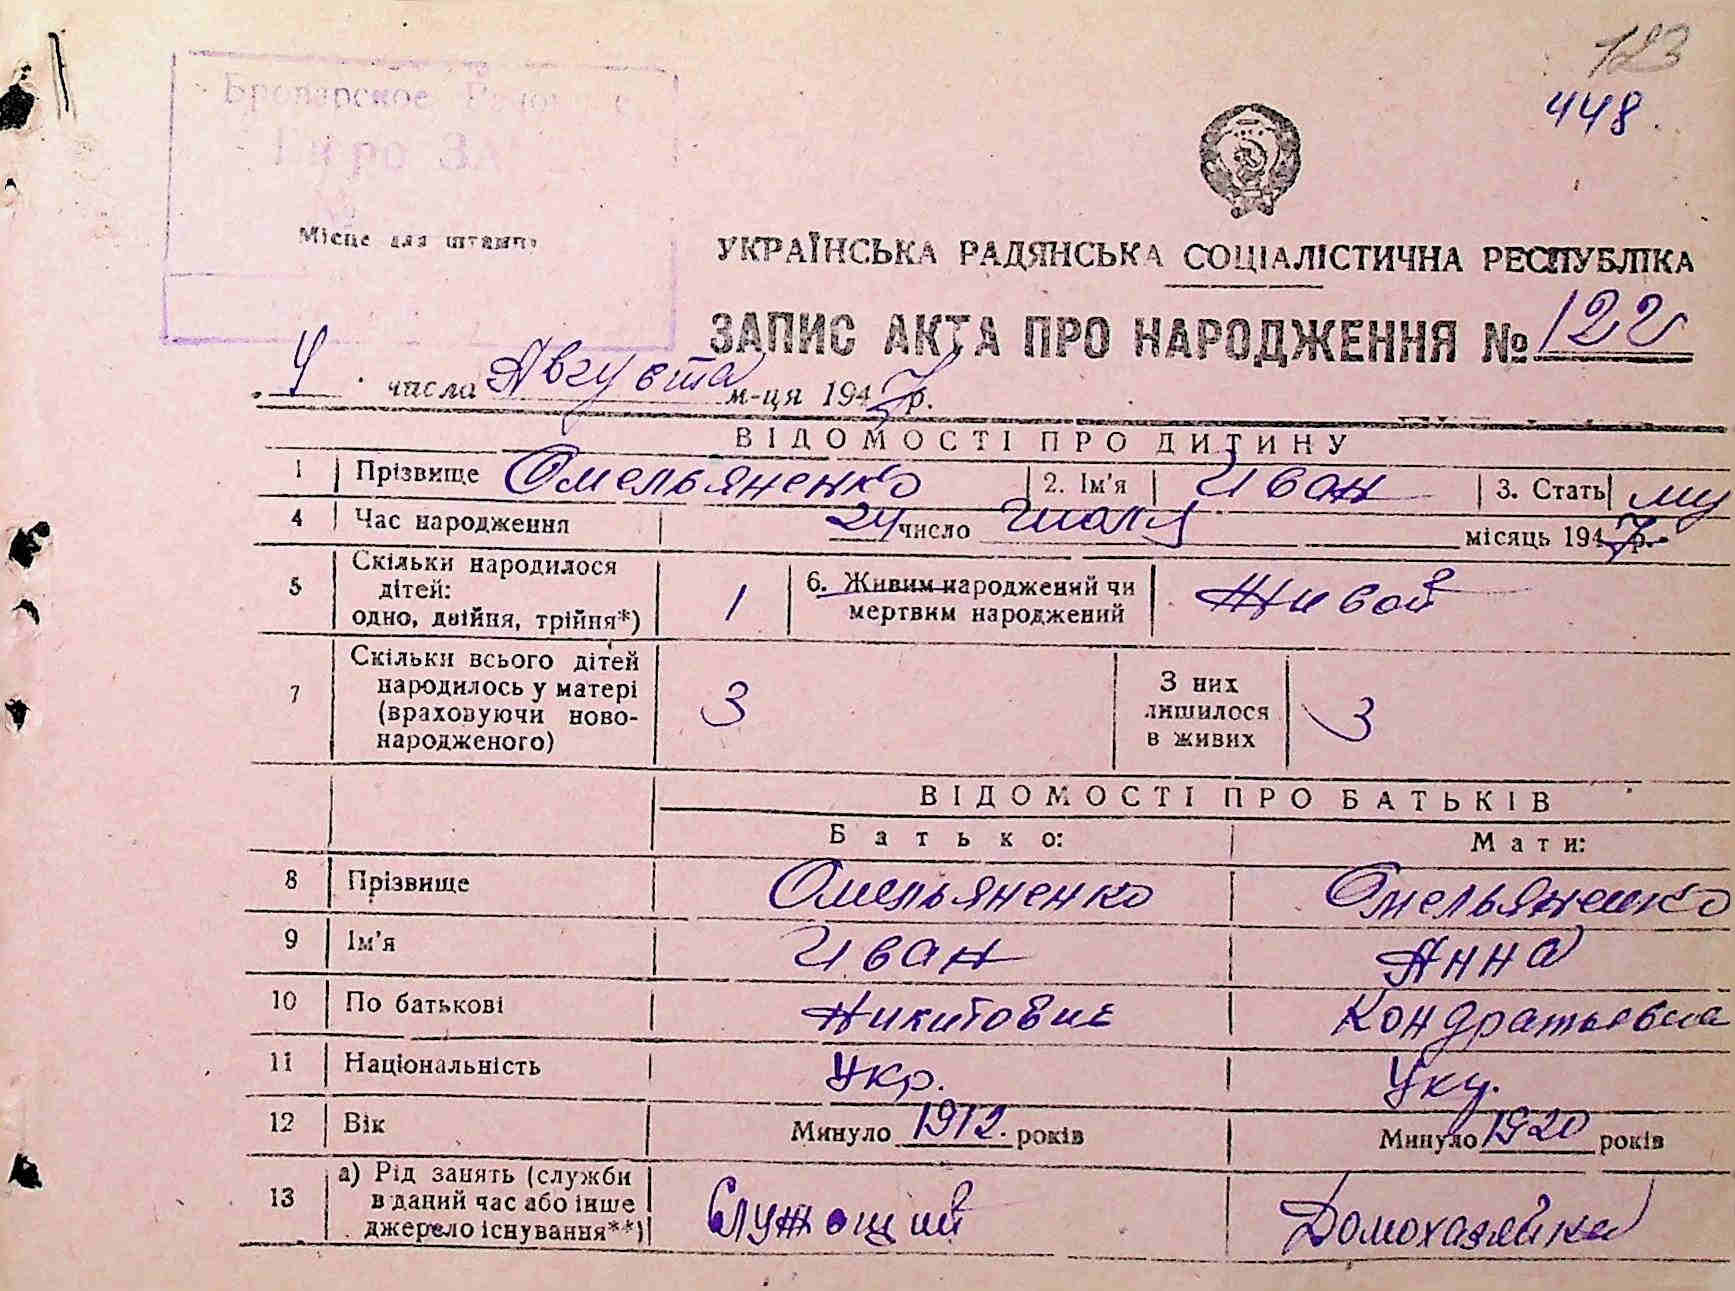 123
448
Броварское
Бюро ЗА
Місце для штампу
УКРАЇНСЬКА РАДЯНСЬКА СОЦІАЛІСТИЧНА РЕСПУБЛІКА
ЗАПИС АКТА ПРО НАРОДЖЕННЯ № 122
„ 4 " числа Августа м-ця 1947 р.
ВІДОМОСТІ ПРО ДИТИНУ
1 Прізвище Омельяненко 2. Ім'я Иван 3. Стать му
4 Час народження 24 число Июля місяць 1947 р.
5 Скільки народилося дітей: одно, двійня, трійня*) 1 6. Живим народжений чи мертвим народжений Живой
7 Скільки всього дітей народилось у матері (враховуючи ново-народженого) 3 З них лишилося в живих 3
ВІДОМОСТІ ПРО БАТЬКІВ
Батько: Мати:
8 Прізвище Омельяненко Омельяненко
9 Ім'я Иван Анна
10 По батькові Никитович Кондратьевна
11 Національність Укр. Укр.
12 Вік Минуло 1912. років Минуло 1920 років
13 а) Рід занять (служби в даний час або інше джерело існування**) Служащий Домохазяйка